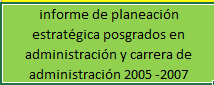 informe de planeación
estratégica posgrados en
administración y carrera de
administración 2005 -2007